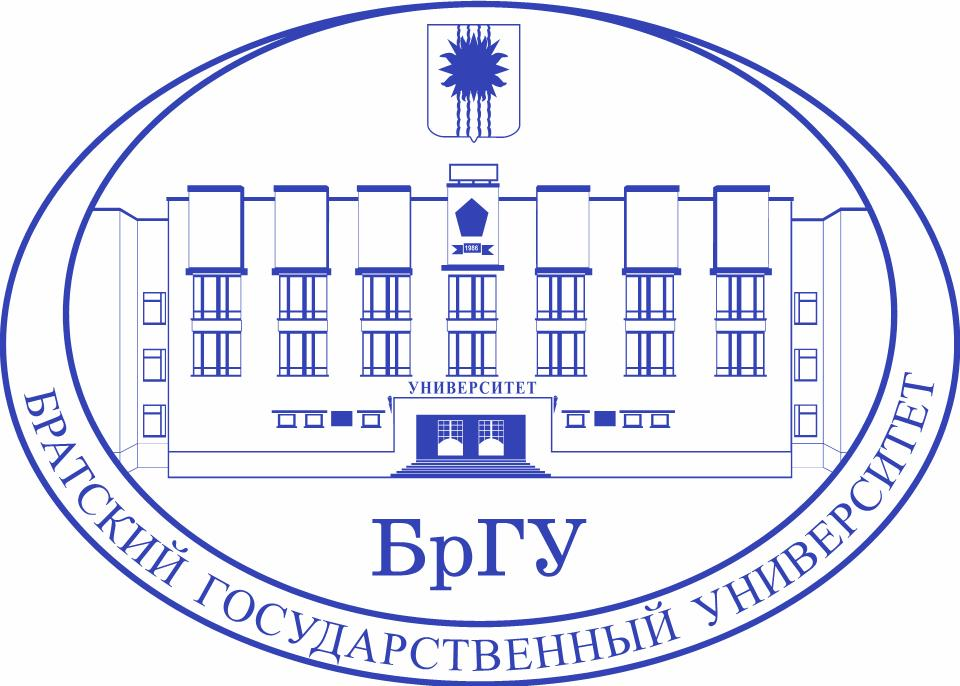 1986
УНИВЕРСИТЕТ
БрГУ
БРАТСКИЙ ГОСУДАРСТВЕННЫЙ УНИВЕРСИТЕТ